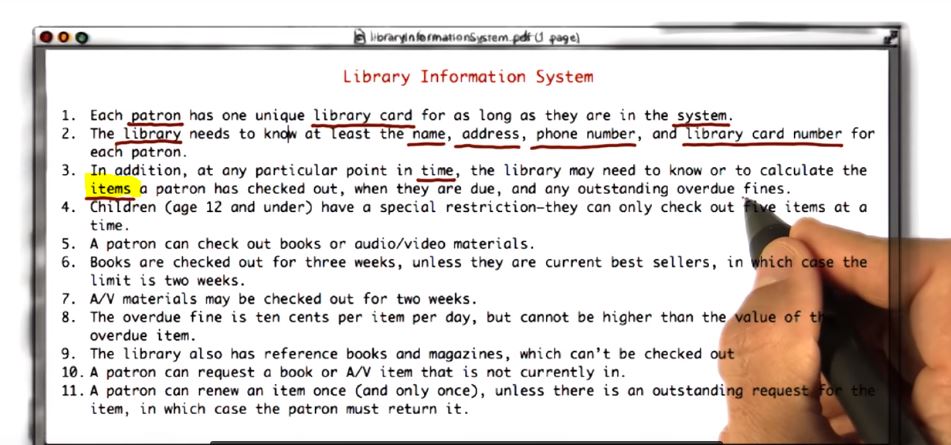 libraryInformationSystem.pdf (1 page)
Library Information System
1. Each patron has one unique library card for as long as they are in the system.
2. The library needs to know at least the name, address, phone number, and library card number for
each patron.
3. In addition, at any particular point in time, the library may need to know or to calculate the
items a patron has checked out, when they are due, and any outstanding overdue fines.
4. Children (age 12 and under) have a special restriction—they can only check out five items at a
time.
5. A patron can check out books or audio/video materials.
6. Books are checked out for three weeks, unless they are current best sellers, in which case the
limit is two weeks.
7. A/V materials may be checked out for two weeks.
8. The overdue fine is ten cents per item per day, but cannot be higher than the value of the
overdue item.
9. The library also has reference books and magazines, which can't be checked out
10. A patron can request a book or A/V item that is not currently in.
11. A patron can renew an item once (and only once), unless there is an outstanding request for the
item, in which case the patron must return it.